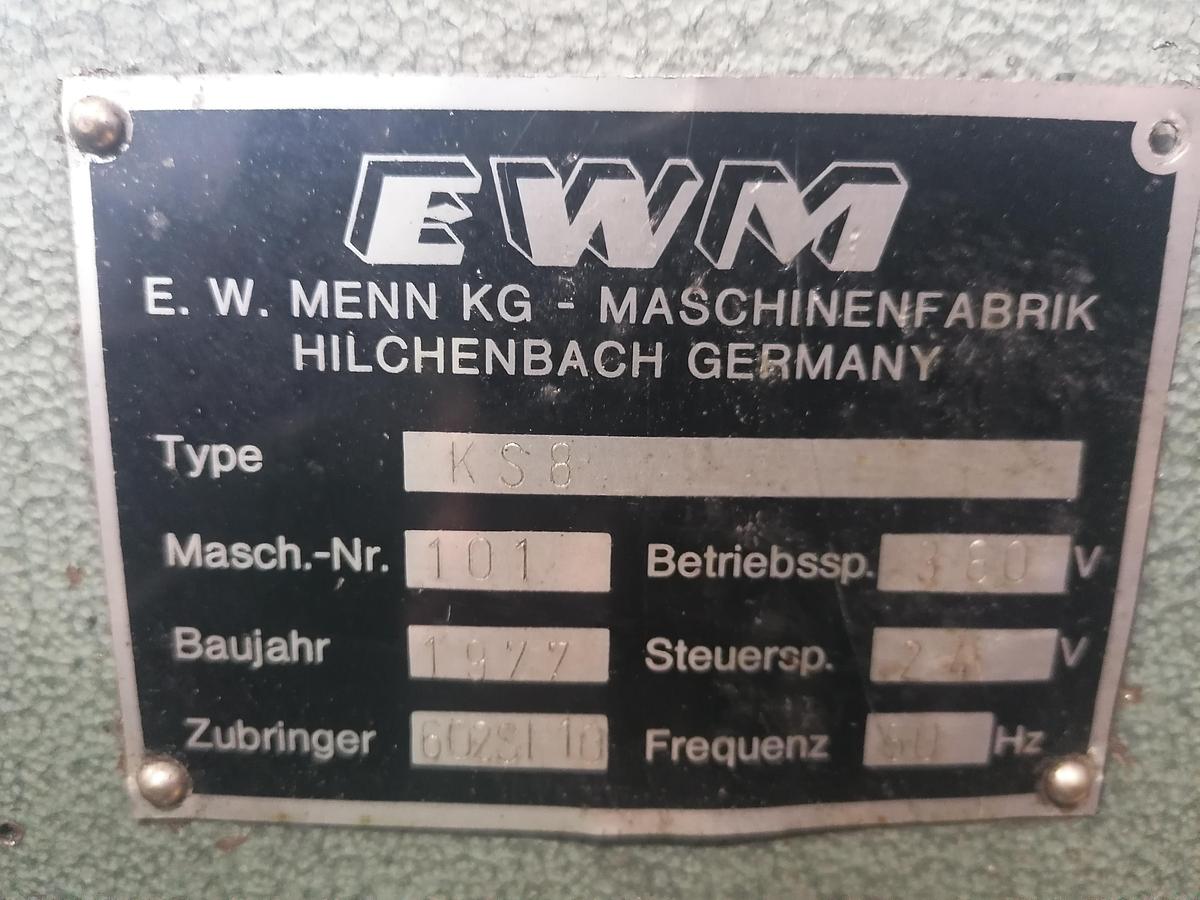 EWM
E. W. MENN KG - MASCHINENFABRIK
HILCHENBACH GERMANY
Type KS8
Masch.-Nr. 101 Betriebssp. 380 V
Baujahr 1977 Steuersp. 24 V
Zubringer Frequenz Hz